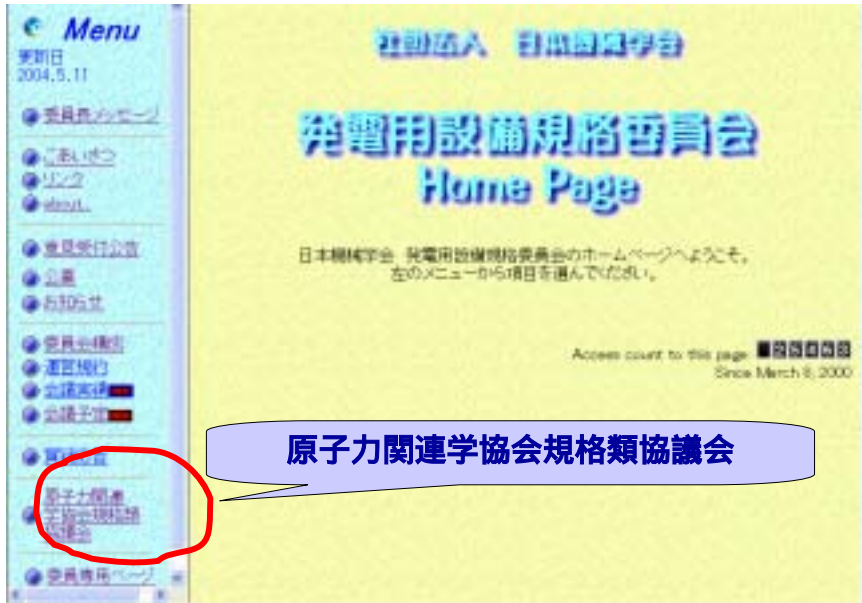 Menu
更新日
2004.5.11
委員長メッセージ
ごあいさつ
リンク
about..
意見受付公告
公募
お知らせ
委員会構成
運営規約
会議実績
会議予定
原子力関連
学協会規格類
協議会
委員専用ページ
社団法人 日本機械学会
発電用設備規格委員会
Home Page
日本機械学会 発電用設備規格委員会のホームページへようこそ。
左のメニューから項目を選んでください。
Access count to this page
Since March 8, 2000
原子力関連学協会規格類協議会